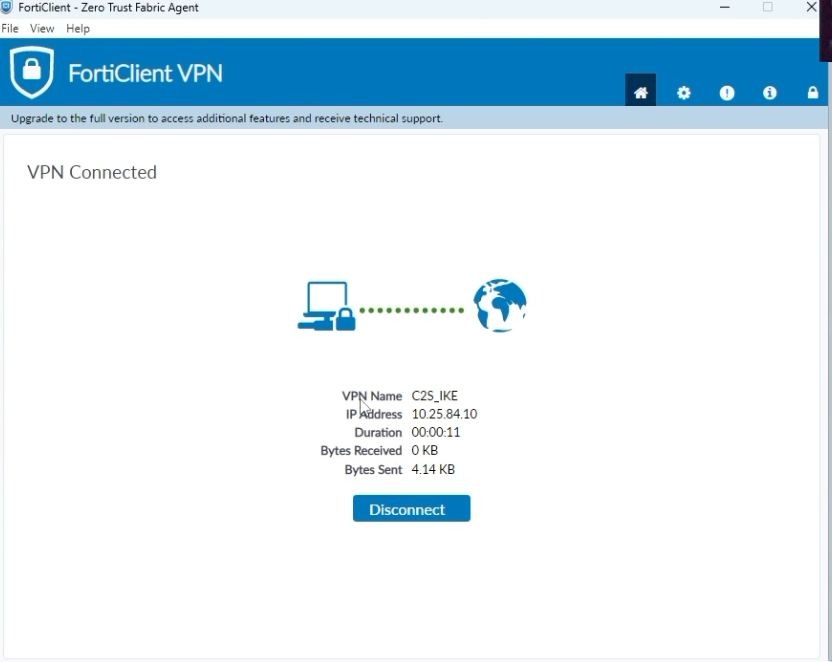 FortiClient - Zero Trust Fabric Agent
File View Help
FortiClient VPN
Upgrade to the full version to access additional features and receive technical support.
VPN Connected
VPN Name C2S_IKE
IP Address 10.25.84.10
Duration 00:00:11
Bytes Received 0 KB
Bytes Sent 4.14 KB
Disconnect